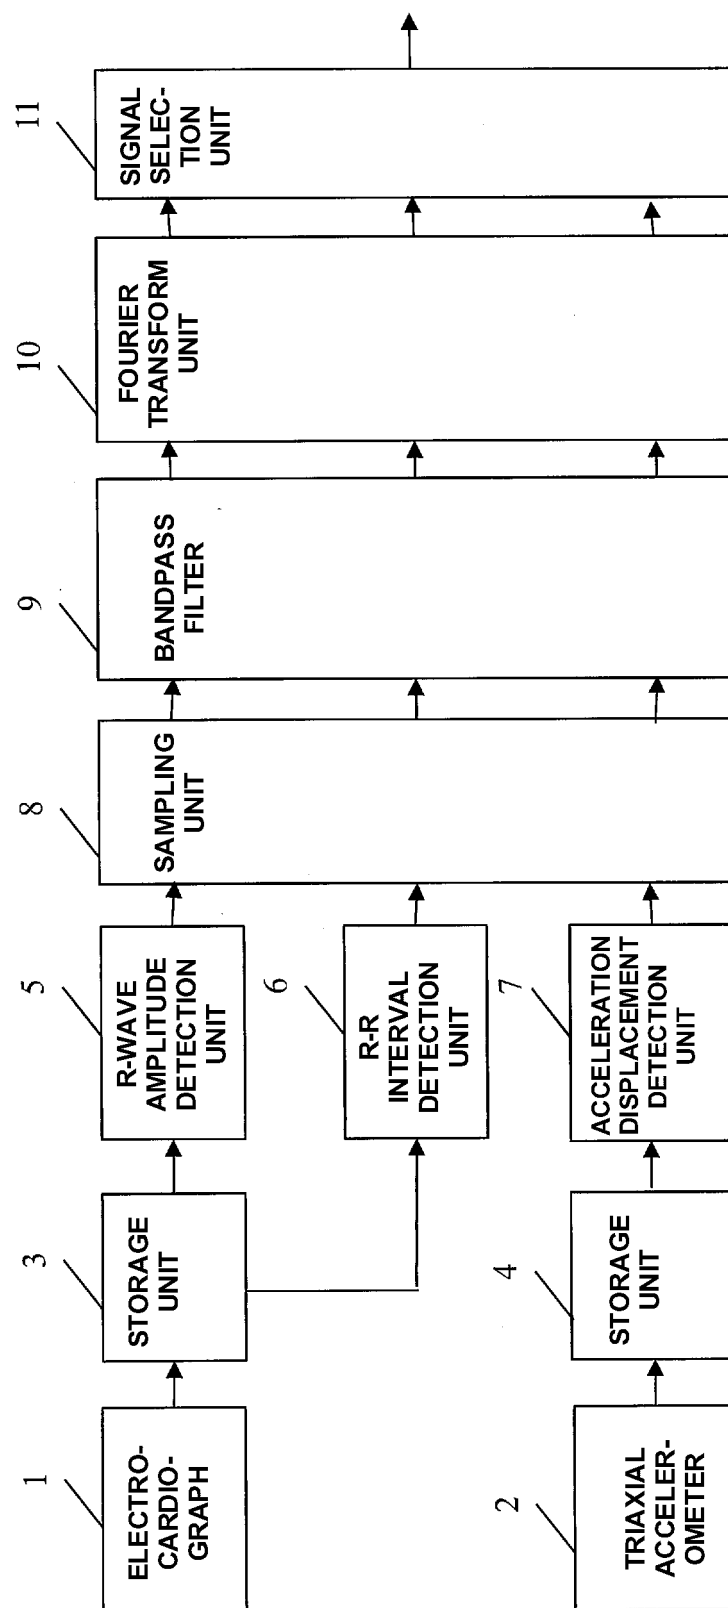 1
ELECTRO-
CARDIO-
GRAPH
3
STORAGE
UNIT
5
R-WAVE
AMPLITUDE
DETECTION
UNIT
6
R-R
INTERVAL
DETECTION
UNIT
2
TRIAXIAL
ACCELER-
OMETER
4
STORAGE
UNIT
7
ACCELERATION
DISPLACEMENT
DETECTION
UNIT
8
SAMPLING
UNIT
9
BANDPASS
FILTER
10
FOURIER
TRANSFORM
UNIT
11
SIGNAL
SELEC-
TION
UNIT